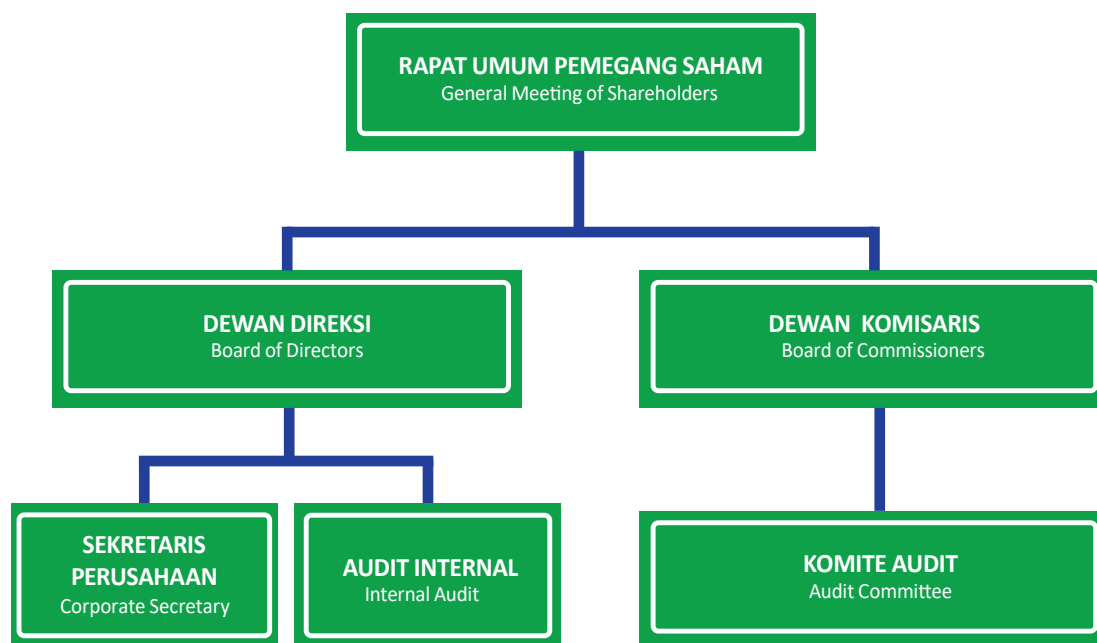 RAPAT UMUM PEMEGANG SAHAM
General Meeting of Shareholders
DEWAN DIREKSI
Board of Directors
DEWAN KOMISARIS
Board of Commissioners
SEKRETARIS
PERUSAHAAN
Corporate Secretary
AUDIT INTERNAL
Internal Audit
KOMITE AUDIT
Audit Committee